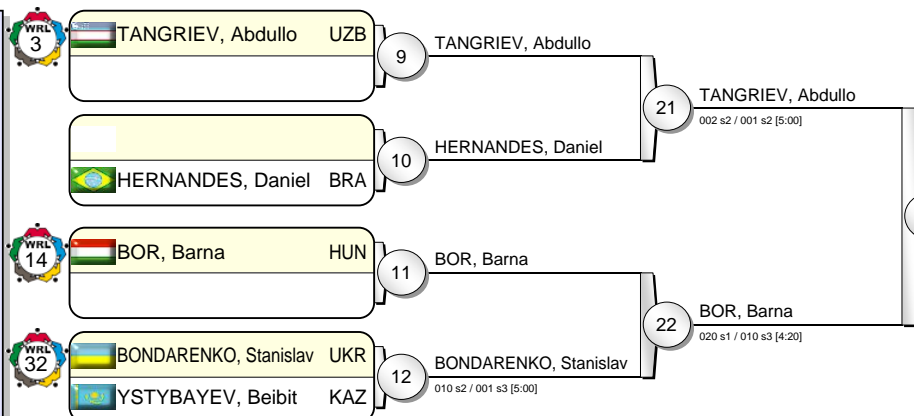 WRL
3
TANGRIEV, Abdullo UZB
9
TANGRIEV, Abdullo
21
TANGRIEV, Abdullo
002 s2 / 001 s2 [5:00]
HERNANDES, Daniel BRA
10
HERNANDES, Daniel
WRL
14
BOR, Barna HUN
11
BOR, Barna
22
BOR, Barna
020 s1 / 010 s3 [4:20]
WRL
32
BONDARENKO, Stanislav UKR
YSTYBAYEV, Beibit KAZ
12
BONDARENKO, Stanislav
010 s2 / 001 s3 [5:00]